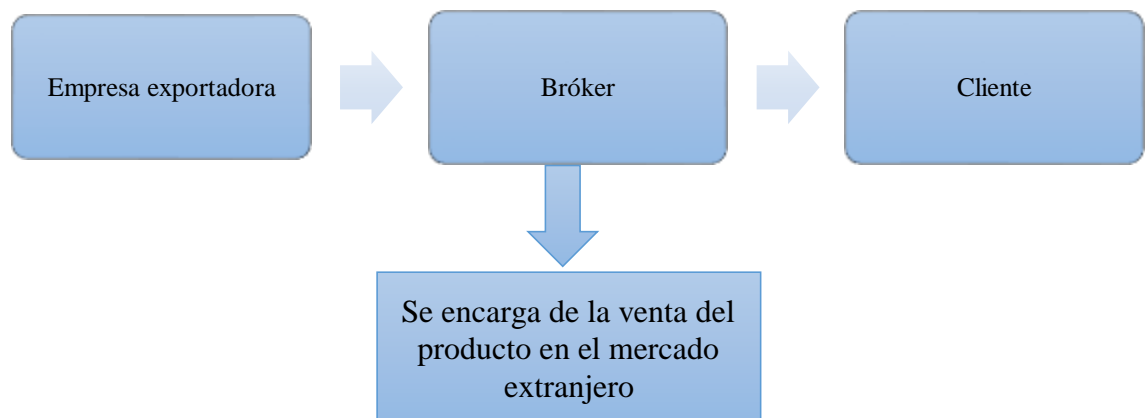 Empresa exportadora
Bróker
Cliente
Se encarga de la venta del
producto en el mercado
extranjero